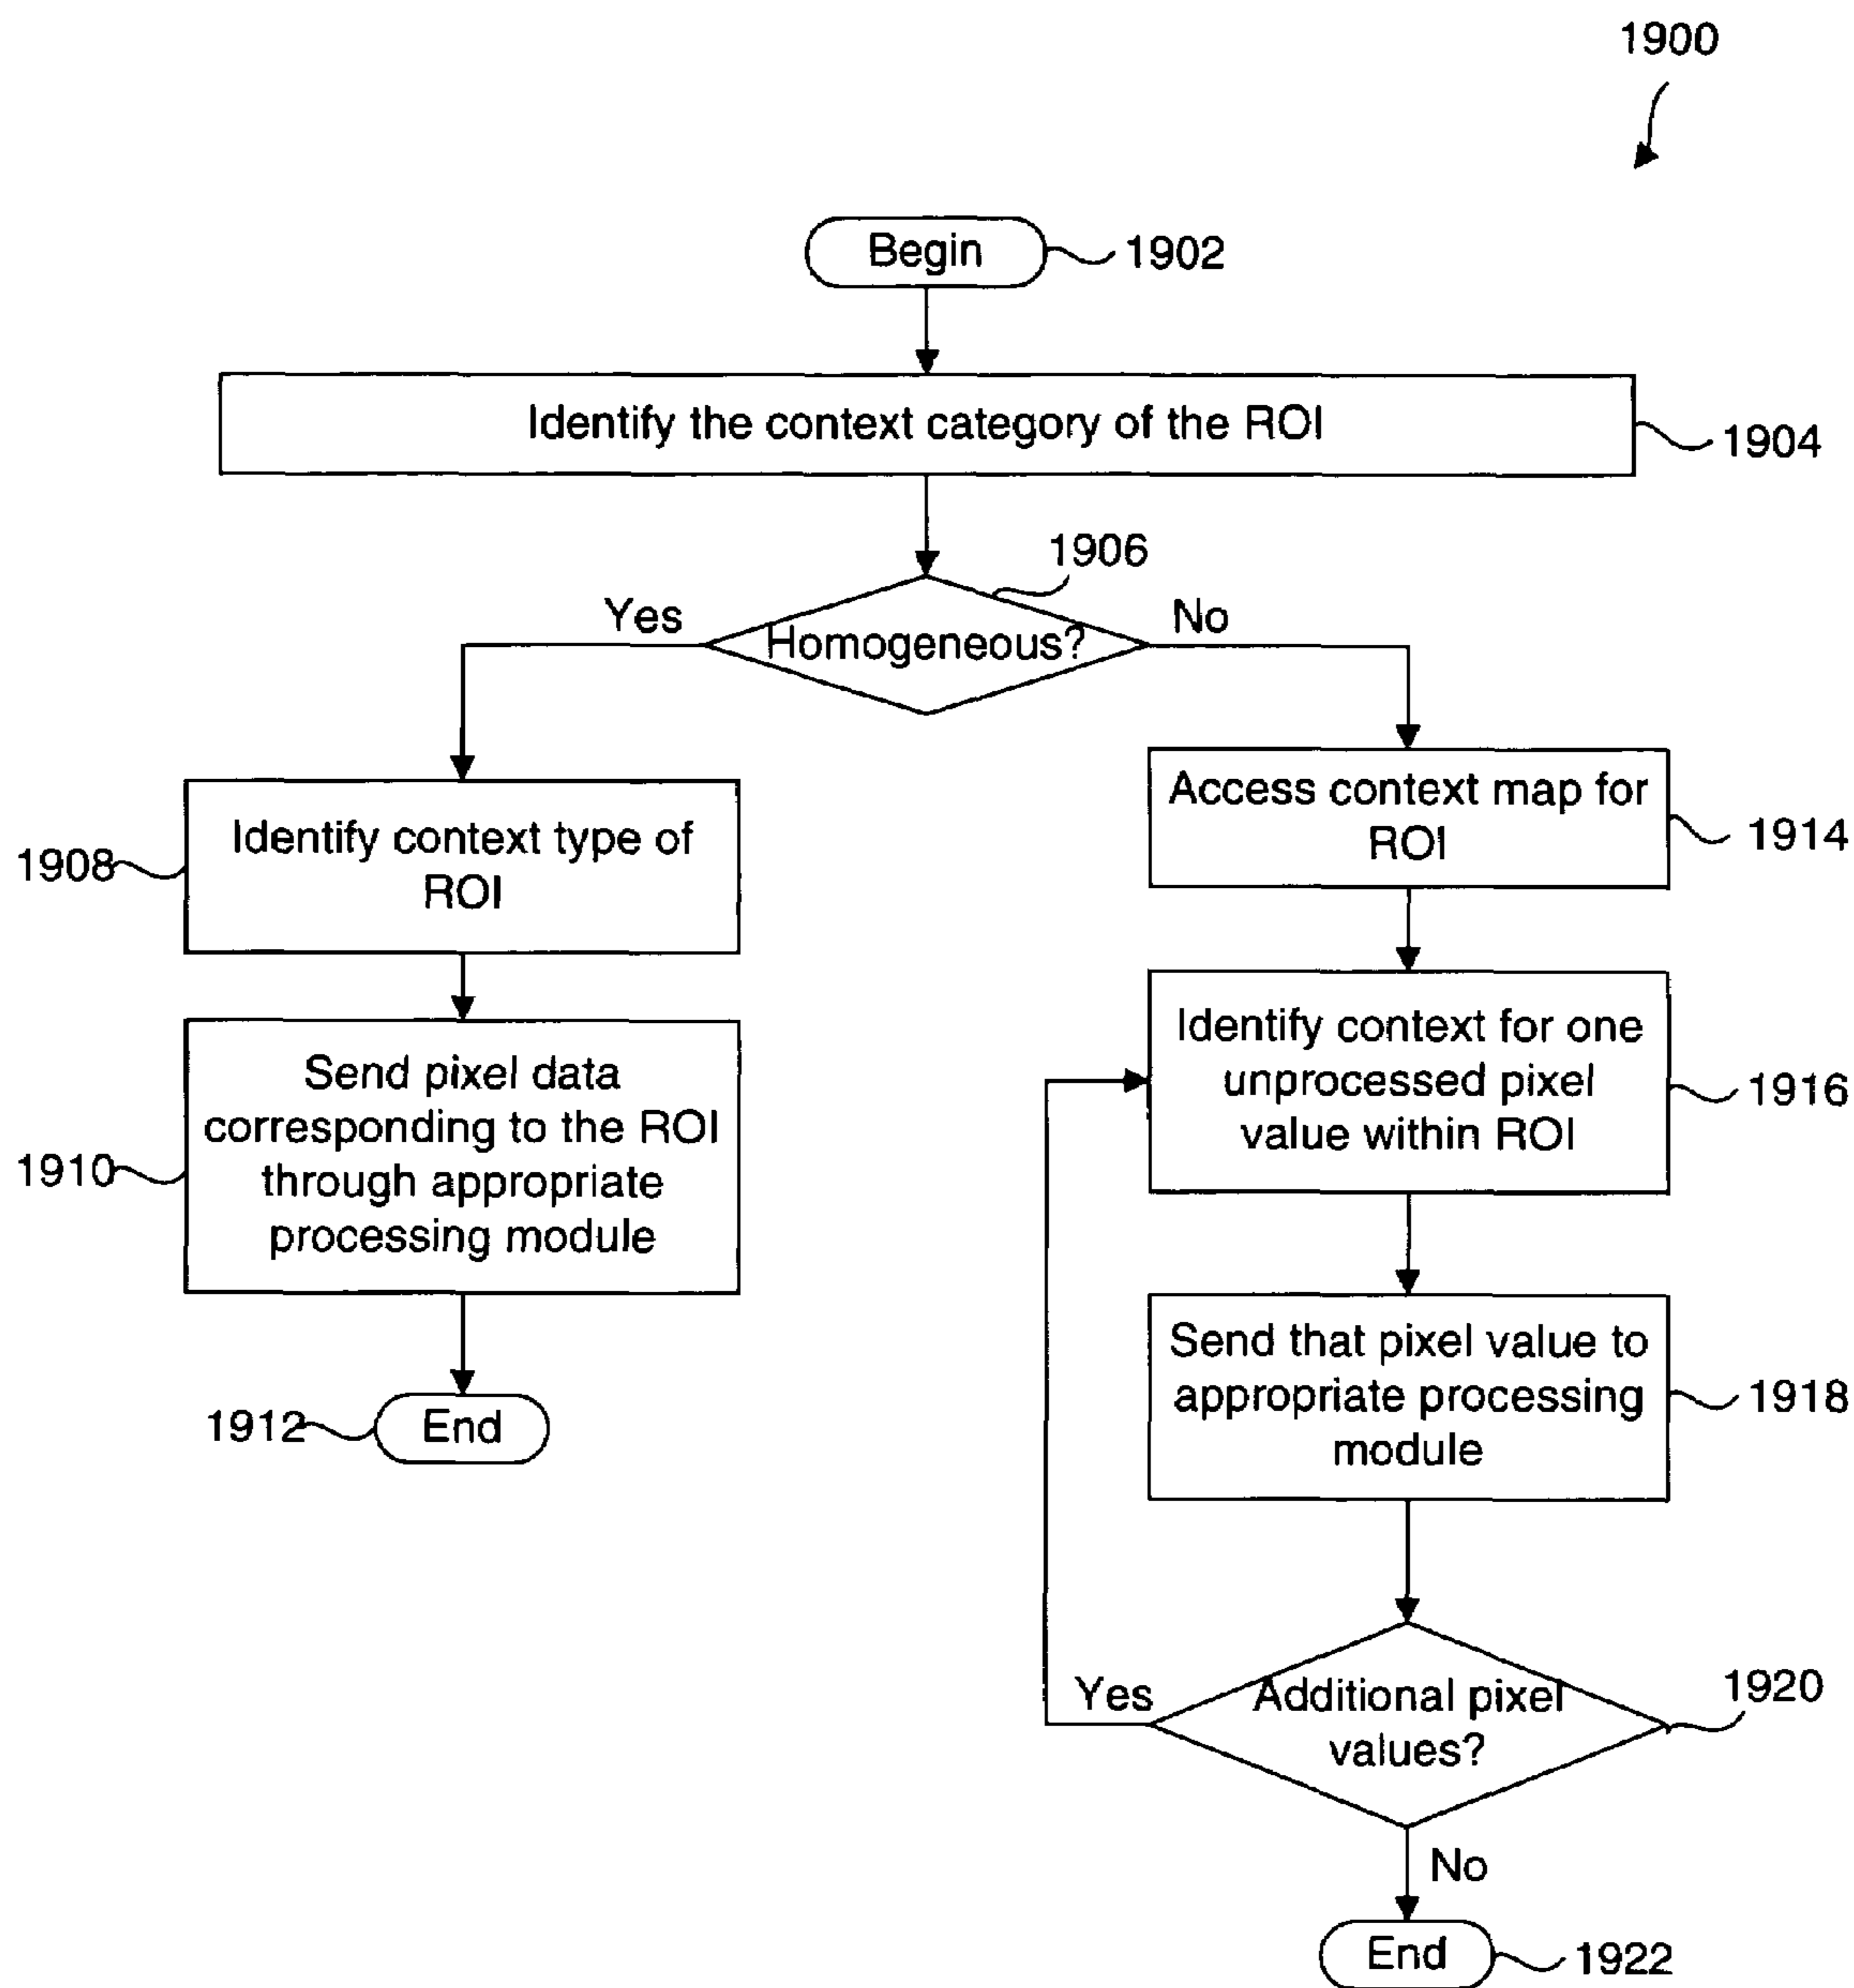 1900
Begin
1902
Identify the context category of the ROI
1904
1906
Yes
Homogeneous?
No
1908
Identify context type of
ROI
1910
Send pixel data
corresponding to the ROI
through appropriate
processing module
1912
End
Access context map for
ROI
1914
Identify context for one
unprocessed pixel
value within ROI
1916
Send that pixel value to
appropriate processing
module
1918
Yes
Additional pixel
values?
1920
No
End
1922